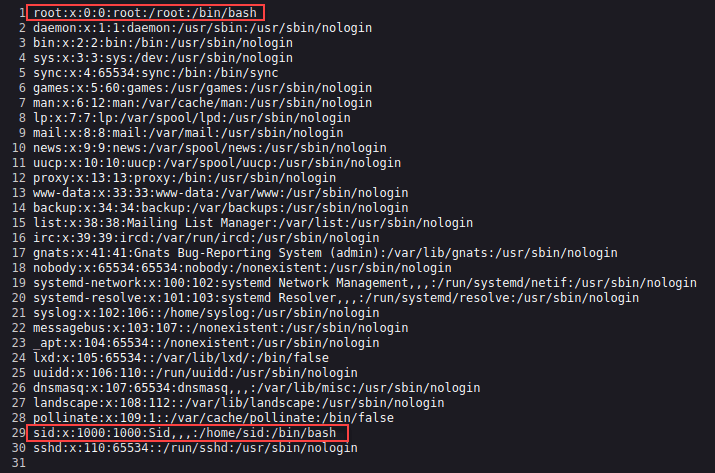 1 root:x:0:0:root:/root:/bin/bash
2 daemon:x:1:1:daemon:/usr/sbin:/usr/sbin/nologin
3 bin:x:2:2:bin:/bin:/usr/sbin/nologin
4 sys:x:3:3:sys:/dev:/usr/sbin/nologin
5 sync:x:4:65534:sync:/bin:/bin/sync
6 games:x:5:60:games:/usr/games:/usr/sbin/nologin
7 man:x:6:12:man:/var/cache/man:/usr/sbin/nologin
8 lp:x:7:7:lp:/var/spool/lpd:/usr/sbin/nologin
9 mail:x:8:8:mail:/var/mail:/usr/sbin/nologin
10 news:x:9:9:news:/var/spool/news:/usr/sbin/nologin
11 uucp:x:10:10:uucp:/var/spool/uucp:/usr/sbin/nologin
12 proxy:x:13:13:proxy:/bin:/usr/sbin/nologin
13 www-data:x:33:33:www-data:/var/www:/usr/sbin/nologin
14 backup:x:34:34:backup:/var/backups:/usr/sbin/nologin
15 list:x:38:38:Mailing List Manager:/var/list:/usr/sbin/nologin
16 irc:x:39:39:ircd:/var/run/ircd:/usr/sbin/nologin
17 gnats:x:41:41:Gnats Bug-Reporting System (admin):/var/lib/gnats:/usr/sbin/nologin
18 nobody:x:65534:65534:nobody:/nonexistent:/usr/sbin/nologin
19 systemd-network:x:100:102:systemd Network Management,,,:/run/systemd/netif:/usr/sbin/nologin
20 systemd-resolve:x:101:103:systemd Resolver,,,:/run/systemd/resolve:/usr/sbin/nologin
21 syslog:x:102:106::/home/syslog:/usr/sbin/nologin
22 messagebus:x:103:107::/nonexistent:/usr/sbin/nologin
23 _apt:x:104:65534::/nonexistent:/usr/sbin/nologin
24 lxd:x:105:65534::/var/lib/lxd/:/bin/false
25 uuidd:x:106:110::/run/uuidd:/usr/sbin/nologin
26 dnsmasq:x:107:65534:dnsmasq,,,:/var/lib/misc:/usr/sbin/nologin
27 landscape:x:108:112::/var/lib/landscape:/usr/sbin/nologin
28 pollinate:x:109:1::/var/cache/pollinate:/bin/false
29 sid:x:1000:1000:Sid,,,:/home/sid:/bin/bash
30 sshd:x:110:65534::/run/sshd:/usr/sbin/nologin
31